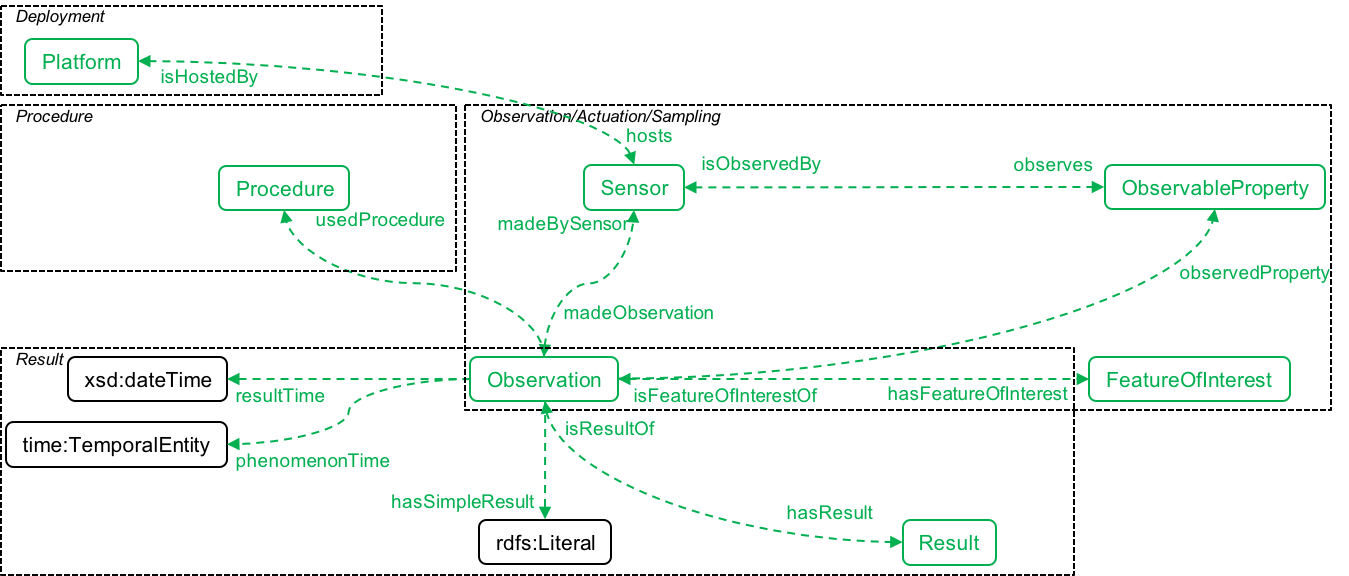 Deployment
Platform
isHostedBy
Procedure
Observation/Actuation/Sampling
hosts
isObservedBy
observes
Procedure
Sensor
ObservableProperty
usedProcedure
madeBySensor
observedProperty
madeObservation
Result
xsd:dateTime
Observation
FeatureOfInterest
resultTime
isFeatureOfInterestOf
hasFeatureOfInterest
isResultOf
time:TemporalEntity
phenomenonTime
hasSimpleResult
hasResult
rdfs:Literal
Result